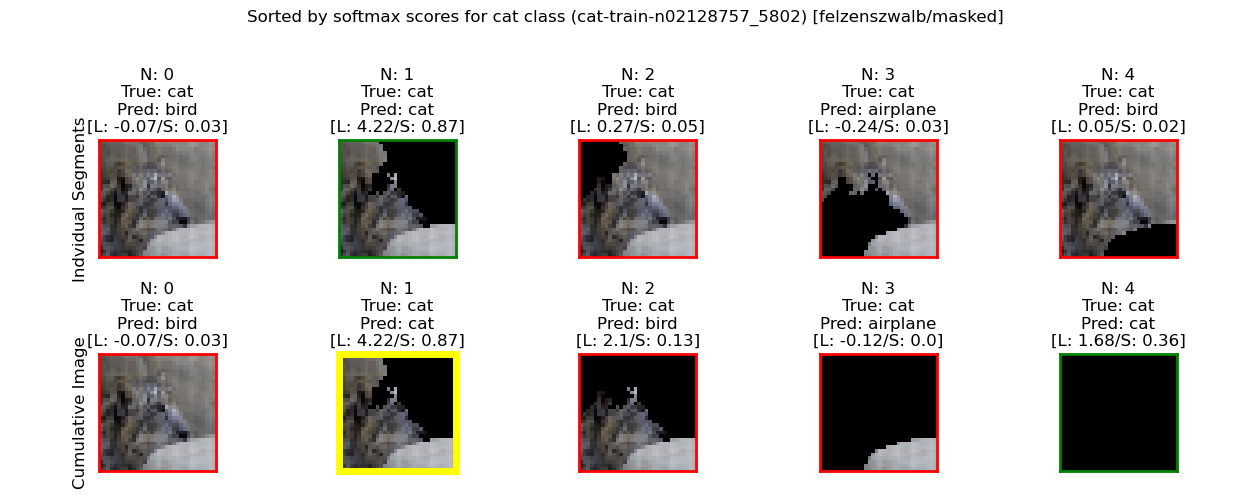 Sorted by softmax scores for cat class (cat-train-n02128757_5802) [felzenszwalb/masked]
Indvidual Segments
N: 0
True: cat
Pred: bird
[L: -0.07/S: 0.03]
N: 1
True: cat
Pred: cat
[L: 4.22/S: 0.87]
N: 2
True: cat
Pred: bird
[L: 0.27/S: 0.05]
N: 3
True: cat
Pred: airplane
[L: -0.24/S: 0.03]
N: 4
True: cat
Pred: bird
[L: 0.05/S: 0.02]
Cumulative Image
N: 0
True: cat
Pred: bird
[L: -0.07/S: 0.03]
N: 1
True: cat
Pred: cat
[L: 4.22/S: 0.87]
N: 2
True: cat
Pred: bird
[L: 2.1/S: 0.13]
N: 3
True: cat
Pred: airplane
[L: -0.12/S: 0.0]
N: 4
True: cat
Pred: cat
[L: 1.68/S: 0.36]